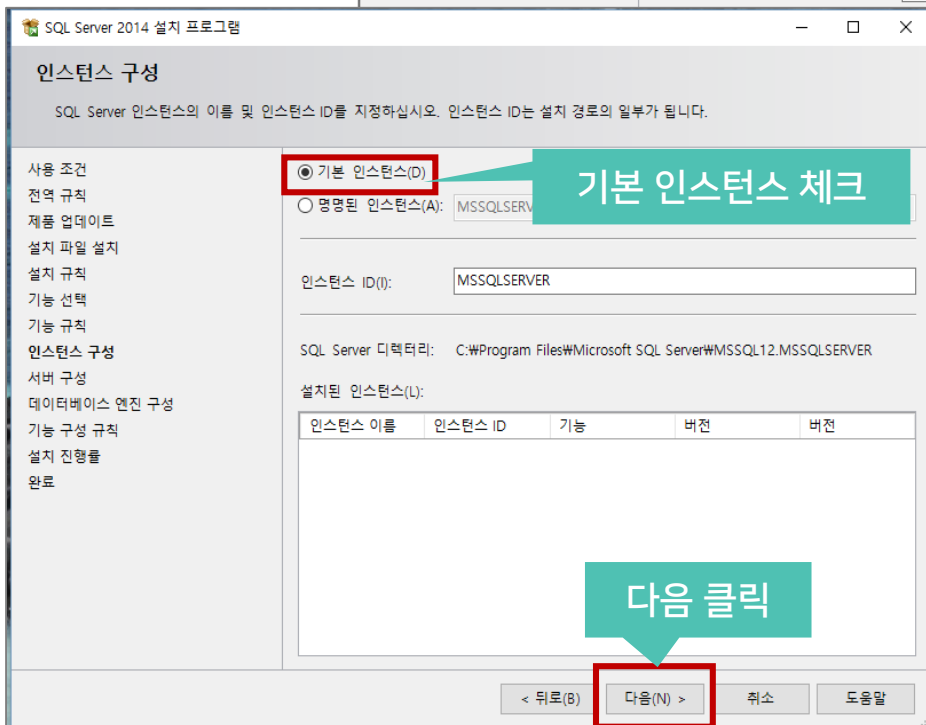 SQL Server 2014 설치 프로그램
인스턴스 구성
SQL Server 인스턴스의 이름 및 인스턴스 ID를 지정하십시오. 인스턴스 ID는 설치 경로의 일부가 됩니다.
사용 조건
전역 규칙
제품 업데이트
설치 파일 설치
설치 규칙
기능 선택
기능 규칙
인스턴스 구성
서버 구성
데이터베이스 엔진 구성
기능 구성 규칙
설치 진행률
완료
기본 인스턴스(D)
기본 인스턴스 체크
명명된 인스턴스(A):
인스턴스 ID(I): MSSQLSERVER
SQL Server 디렉터리: C:₩Program Files₩Microsoft SQL Server₩MSSQL12.MSSQLSERVER
설치된 인스턴스(L):
인스턴스 이름 인스턴스 ID 기능 버전 버전
다음 클릭
< 뒤로(B) 다음(N) > 취소 도움말